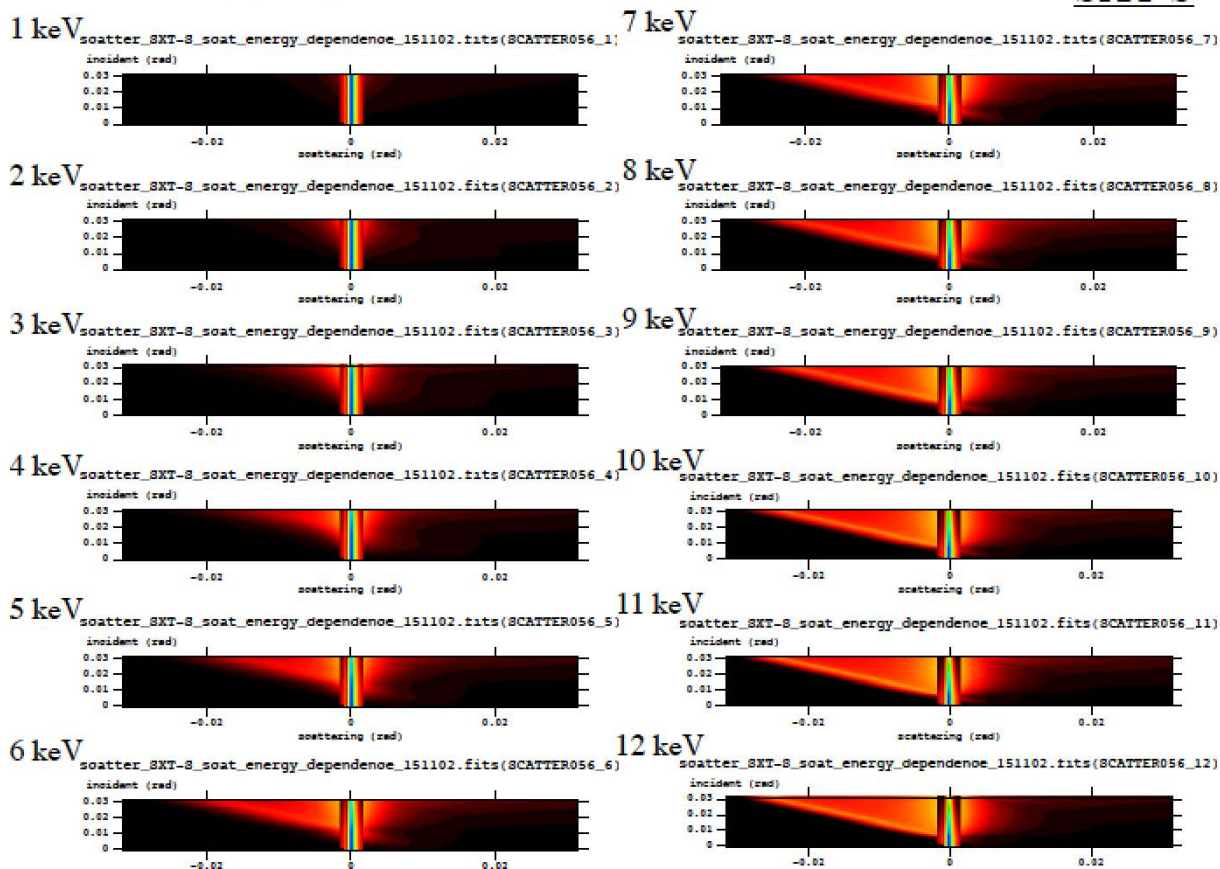 1 keV
scatter_SXT-S_scat_energy_dependence_151102.fits(SCATTER056_1)
incident (rad)
0.03
0.02
0.01
0
-0.02 0 0.02
scattering (rad)
2 keV
scatter_SXT-S_scat_energy_dependence_151102.fits(SCATTER056_2)
incident (rad)
0.03
0.02
0.01
0
-0.02 0 0.02
scattering (rad)
3 keV
scatter_SXT-S_scat_energy_dependence_151102.fits(SCATTER056_3)
incident (rad)
0.03
0.02
0.01
0
-0.02 0 0.02
scattering (rad)
4 keV
scatter_SXT-S_scat_energy_dependence_151102.fits(SCATTER056_4)
incident (rad)
0.03
0.02
0.01
0
-0.02 0 0.02
scattering (rad)
5 keV
scatter_SXT-S_scat_energy_dependence_151102.fits(SCATTER056_5)
incident (rad)
0.03
0.02
0.01
0
-0.02 0 0.02
scattering (rad)
6 keV
scatter_SXT-S_scat_energy_dependence_151102.fits(SCATTER056_6)
incident (rad)
0.03
0.02
0.01
0
-0.02 0 0.02
7 keV
scatter_SXT-S_scat_energy_dependence_151102.fits(SCATTER056_7)
incident (rad)
0.03
0.02
0.01
0
-0.02 0 0.02
scattering (rad)
8 keV
scatter_SXT-S_scat_energy_dependence_151102.fits(SCATTER056_8)
incident (rad)
0.03
0.02
0.01
0
-0.02 0 0.02
scattering (rad)
9 keV
scatter_SXT-S_scat_energy_dependence_151102.fits(SCATTER056_9)
incident (rad)
0.03
0.02
0.01
0
-0.02 0 0.02
scattering (rad)
10 keV
scatter_SXT-S_scat_energy_dependence_151102.fits(SCATTER056_10)
incident (rad)
0.03
0.02
0.01
0
-0.02 0 0.02
scattering (rad)
11 keV
scatter_SXT-S_scat_energy_dependence_151102.fits(SCATTER056_11)
incident (rad)
0.03
0.02
0.01
0
-0.02 0 0.02
scattering (rad)
12 keV
scatter_SXT-S_scat_energy_dependence_151102.fits(SCATTER056_12)
incident (rad)
0.03
0.02
0.01
0
-0.02 0 0.02